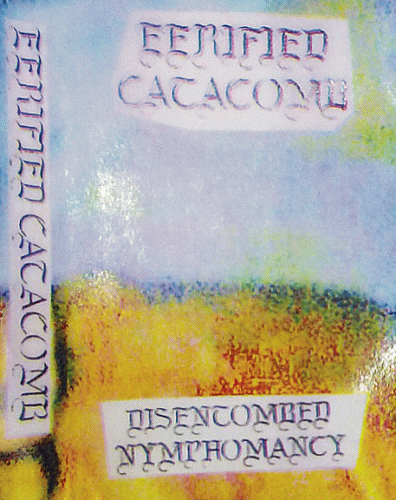 EERIFIED
CATACOMB
EERIFIED CATACOMB
DISENTOMBED
NYMPHOMANCY